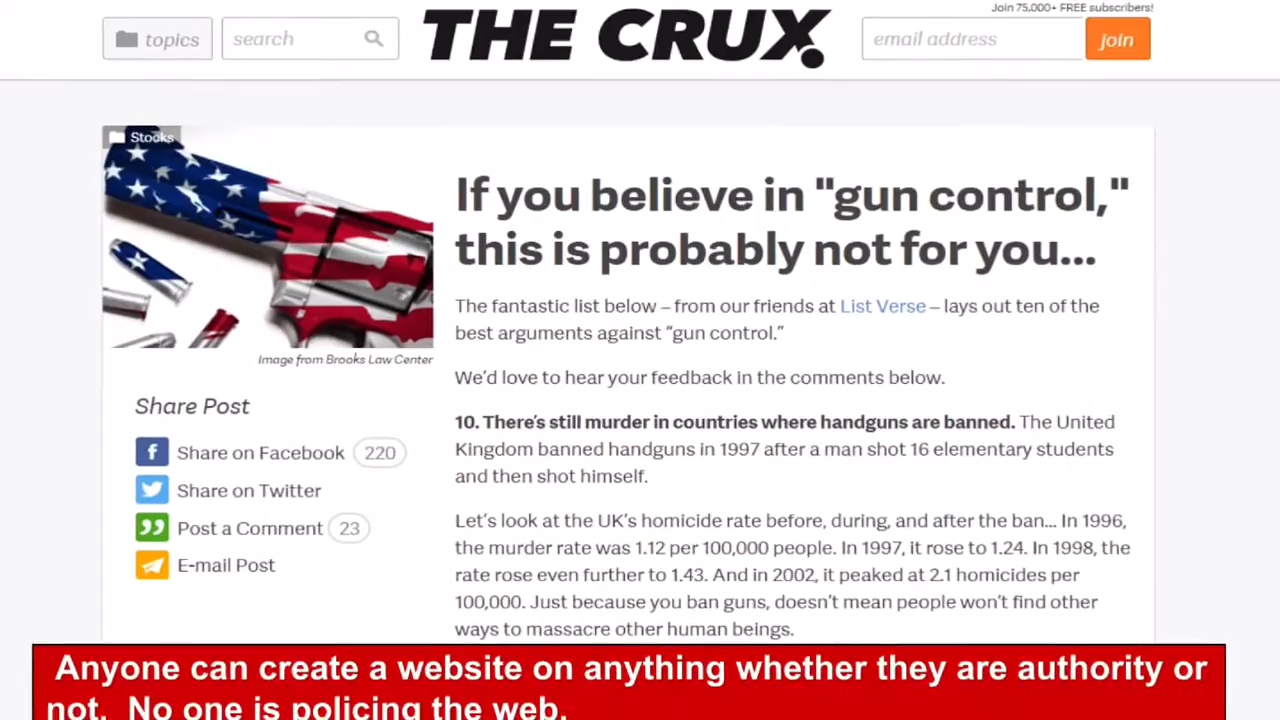 Join 75,000+ FREE subscribers!
topics
search
THE CRUX.
email address
join
Stocks
If you believe in "gun control,"
this is probably not for you...
The fantastic list below – from our friends at List Verse – lays out ten of the
best arguments against “gun control.”
Image from Brooks Law Center
We’d love to hear your feedback in the comments below.
Share Post
Share on Facebook 220
Share on Twitter
Post a Comment 23
E-mail Post
10. There’s still murder in countries where handguns are banned. The United
Kingdom banned handguns in 1997 after a man shot 16 elementary students
and then shot himself.
Let’s look at the UK’s homicide rate before, during, and after the ban... In 1996,
the murder rate was 1.12 per 100,000 people. In 1997, it rose to 1.24. In 1998, the
rate rose even further to 1.43. And in 2002, it peaked at 2.1 homicides per
100,000. Just because you ban guns, doesn’t mean people won’t find other
ways to massacre other human beings.
Anyone can create a website on anything whether they are authority or
not. No one is policing the web.